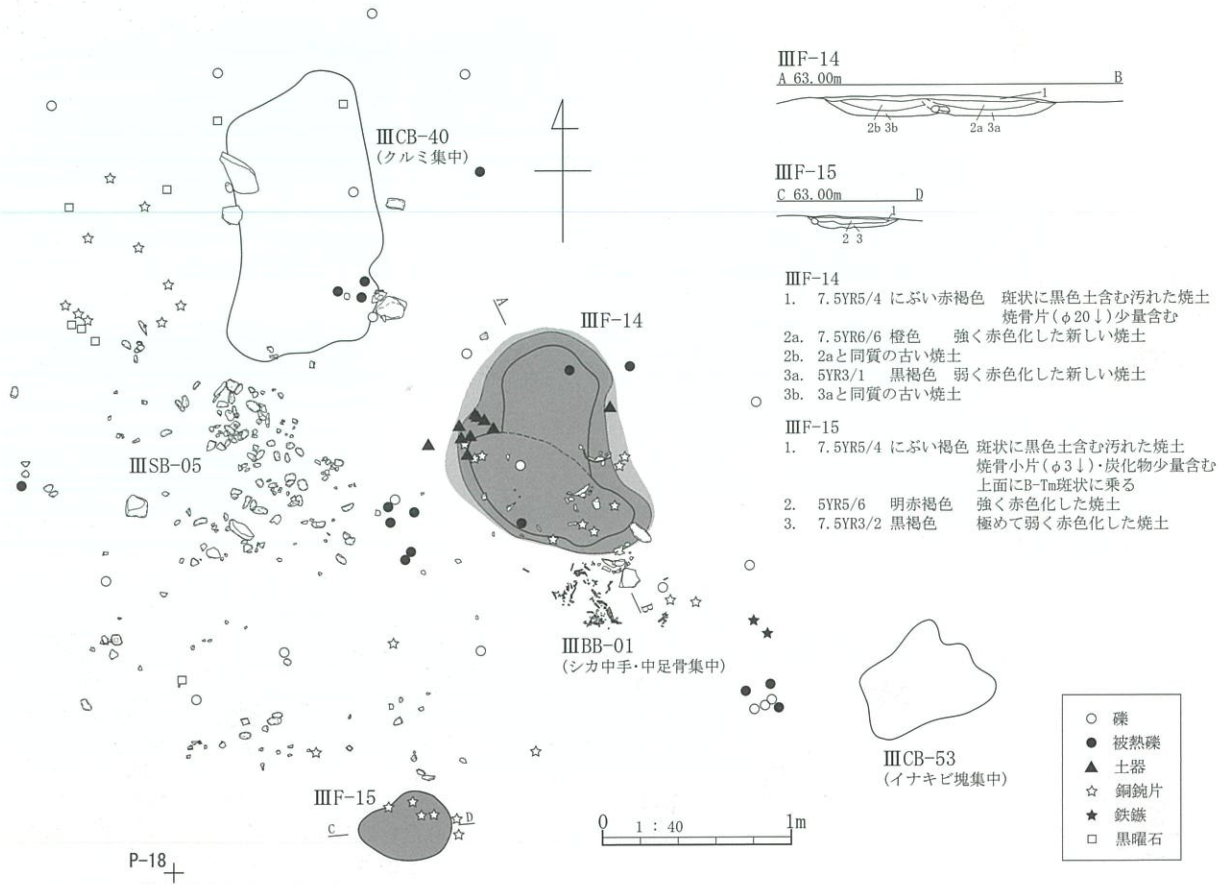 ⅢCB-40
(クルミ集中)
ⅢF-14
A
ⅢSB-05
B
ⅢBB-01
(シカ中手・中足骨集中)
ⅢF-15
C
D
P-18
0 1 : 40 1m
ⅢCB-53
(イナキビ塊集中)
ⅢF-14
A 63.00m B
1
2b 3b 2a 3a
ⅢF-15
C 63.00m D
1
2 3
ⅢF-14
1. 7.5YR5/4 にぶい赤褐色 斑状に黒色土含む汚れた焼土
焼骨片(φ20↓)少量含む
2a. 7.5YR6/6 橙色 強く赤色化した新しい焼土
2b. 2aと同質の古い焼土
3a. 5YR3/1 黒褐色 弱く赤色化した新しい焼土
3b. 3aと同質の古い焼土
ⅢF-15
1. 7.5YR5/4 にぶい褐色 斑状に黒色土含む汚れた焼土
焼骨小片(φ3↓)・炭化物少量含む
上面にB-Tm斑状に乗る
2. 5YR5/6 明赤褐色 強く赤色化した焼土
3. 7.5YR3/2 黒褐色 極めて弱く赤色化した焼土
礫
被熱礫
土器
銅鋺片
鉄鏃
黒曜石